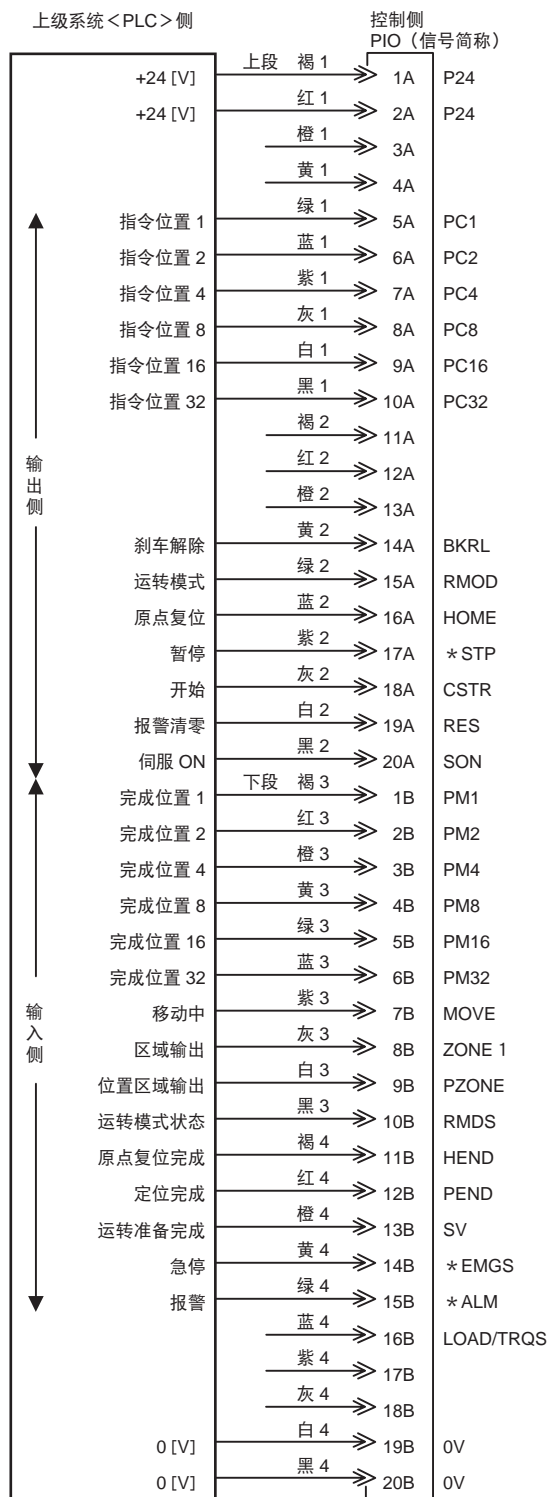 上级系统＜PLC＞侧
控制侧
PIO（信号简称）
+24 [V] 上段 褐 1 1A P24
+24 [V] 红 1 2A P24
橙 1 3A
黄 1 4A
指令位置 1 绿 1 5A PC1
指令位置 2 蓝 1 6A PC2
指令位置 4 紫 1 7A PC4
指令位置 8 灰 1 8A PC8
指令位置 16 白 1 9A PC16
指令位置 32 黑 1 10A PC32
褐 2 11A
红 2 12A
橙 2 13A
输出侧
刹车解除 黄 2 14A BKRL
运转模式 绿 2 15A RMOD
原点复位 蓝 2 16A HOME
暂停 紫 2 17A ＊STP
开始 灰 2 18A CSTR
报警清零 白 2 19A RES
伺服 ON 黑 2 20A SON
完成位置 1 下段 褐 3 1B PM1
完成位置 2 红 3 2B PM2
完成位置 4 橙 3 3B PM4
完成位置 8 黄 3 4B PM8
完成位置 16 绿 3 5B PM16
完成位置 32 蓝 3 6B PM32
输入侧
移动中 紫 3 7B MOVE
区域输出 灰 3 8B ZONE 1
位置区域输出 白 3 9B PZONE
运转模式状态 黑 3 10B RMDS
原点复位完成 褐 4 11B HEND
定位完成 红 4 12B PEND
运转准备完成 橙 4 13B SV
急停 黄 4 14B ＊EMGS
报警 绿 4 15B ＊ALM
蓝 4 16B LOAD/TRQS
紫 4 17B
灰 4 18B
0 [V] 白 4 19B 0V
0 [V] 黑 4 20B 0V